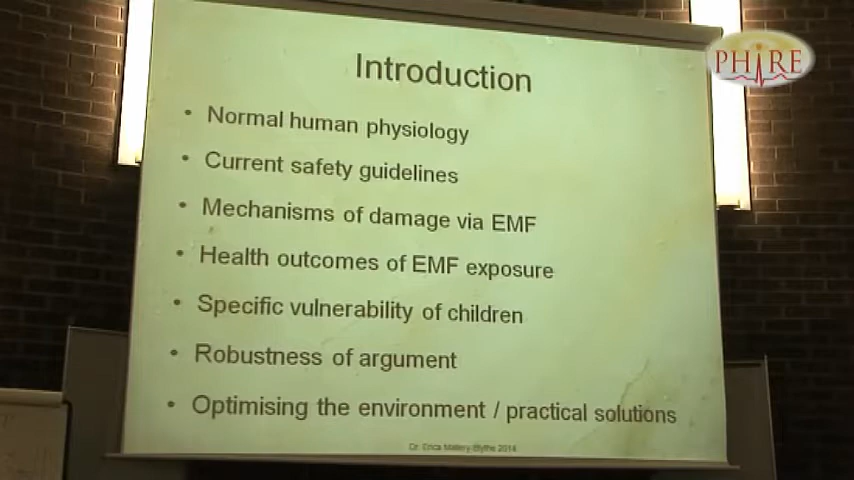 PHIRE
Introduction
• Normal human physiology
• Current safety guidelines
• Mechanisms of damage via EMF
• Health outcomes of EMF exposure
• Specific vulnerability of children
• Robustness of argument
• Optimising the environment / practical solutions
Dr. Erica Mallery-Blythe 2014